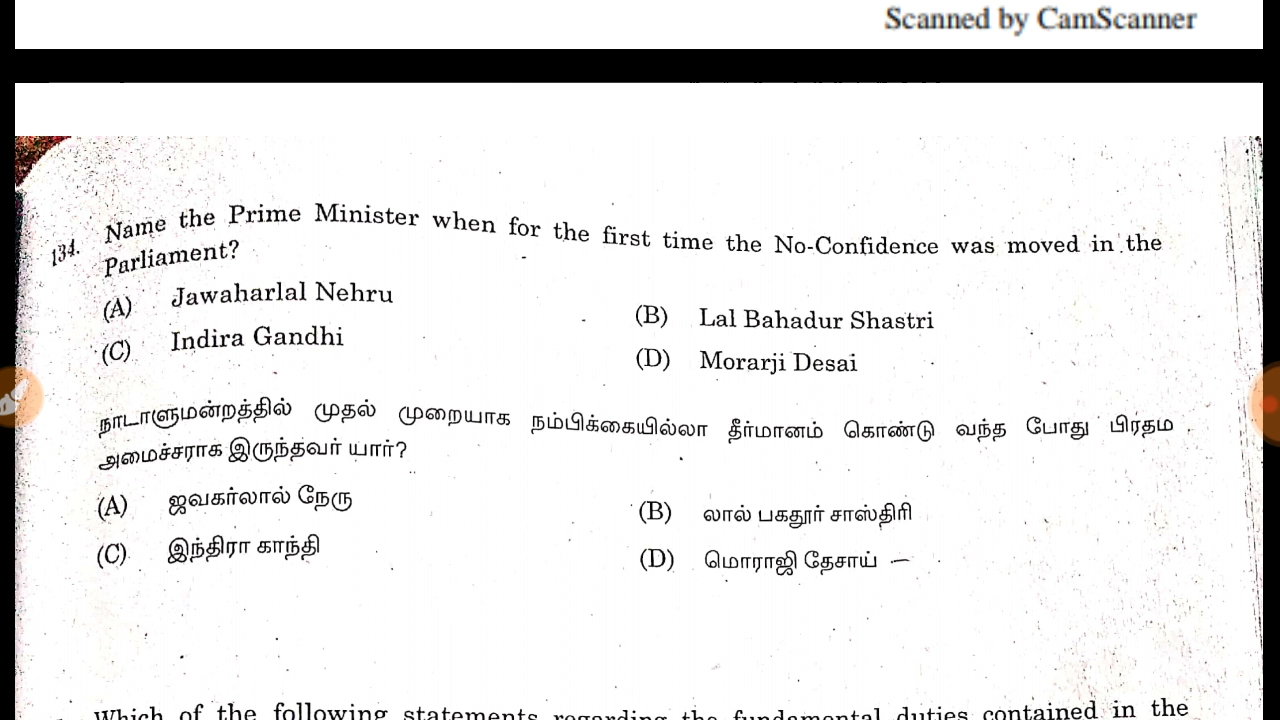 Scanned by CamScanner
134. Name the Prime Minister when for the first time the No-Confidence was moved in the
Parliament?
(A) Jawaharlal Nehru
(B) Lal Bahadur Shastri
(C) Indira Gandhi
(D) Morarji Desai
நாடாளுமன்றத்தில் முதல் முறையாக நம்பிக்கையில்லா தீர்மானம் கொண்டு வந்த போது பிரதம
அமைச்சராக இருந்தவர் யார்?
(A) ஜவகர்லால் நேரு
(B) லால் பகதூர் சாஸ்திரி
(C) இந்திரா காந்தி
(D) மொராஜி தேசாய் –
Which of the following statements regarding the fundamental duties contained in the